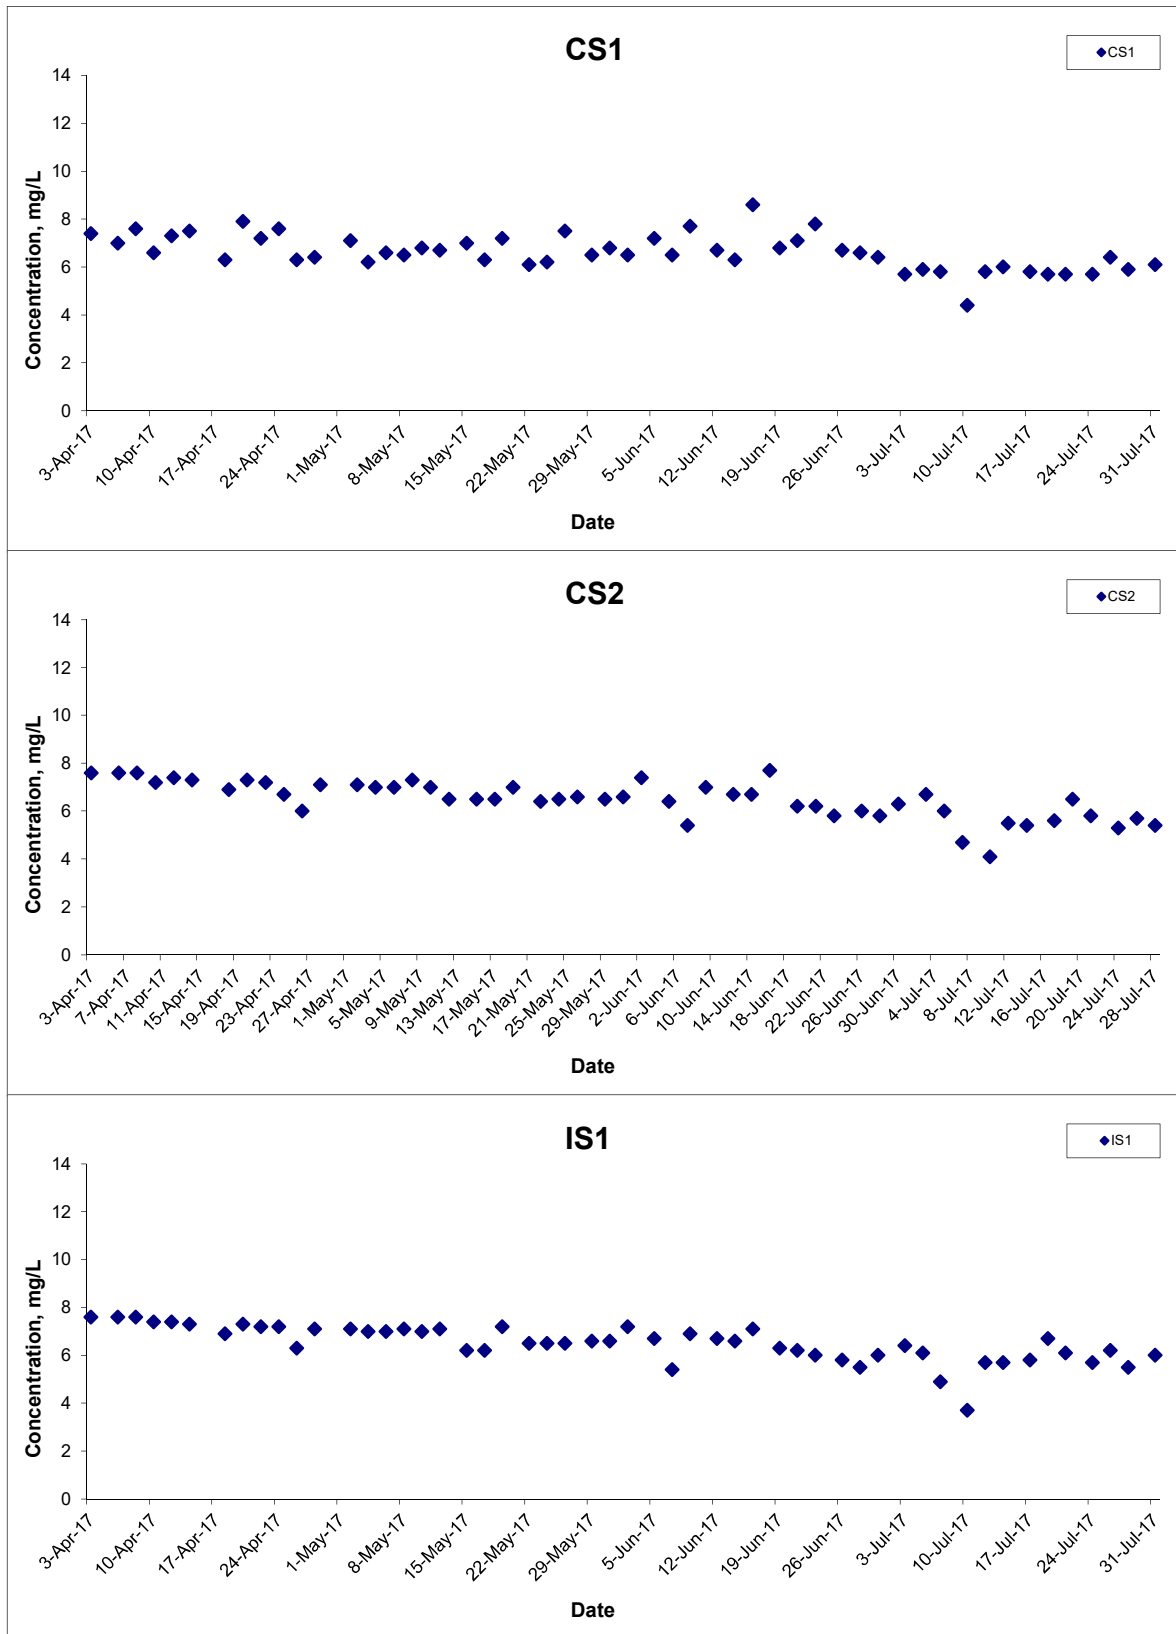 CS1
CS1
14
12
10
8
6
4
2
0
Concentration, mg/L
3-Apr-17
10-Apr-17
17-Apr-17
24-Apr-17
1-May-17
8-May-17
15-May-17
22-May-17
29-May-17
5-Jun-17
12-Jun-17
19-Jun-17
26-Jun-17
3-Jul-17
10-Jul-17
17-Jul-17
24-Jul-17
31-Jul-17
Date
CS2
CS2
14
12
10
8
6
4
2
0
Concentration, mg/L
3-Apr-17
7-Apr-17
11-Apr-17
15-Apr-17
19-Apr-17
23-Apr-17
27-Apr-17
1-May-17
5-May-17
9-May-17
13-May-17
17-May-17
21-May-17
25-May-17
29-May-17
2-Jun-17
6-Jun-17
10-Jun-17
14-Jun-17
18-Jun-17
22-Jun-17
26-Jun-17
30-Jun-17
4-Jul-17
8-Jul-17
12-Jul-17
16-Jul-17
20-Jul-17
24-Jul-17
28-Jul-17
Date
IS1
IS1
14
12
10
8
6
4
2
0
Concentration, mg/L
3-Apr-17
10-Apr-17
17-Apr-17
24-Apr-17
1-May-17
8-May-17
15-May-17
22-May-17
29-May-17
5-Jun-17
12-Jun-17
19-Jun-17
26-Jun-17
3-Jul-17
10-Jul-17
17-Jul-17
24-Jul-17
31-Jul-17
Date